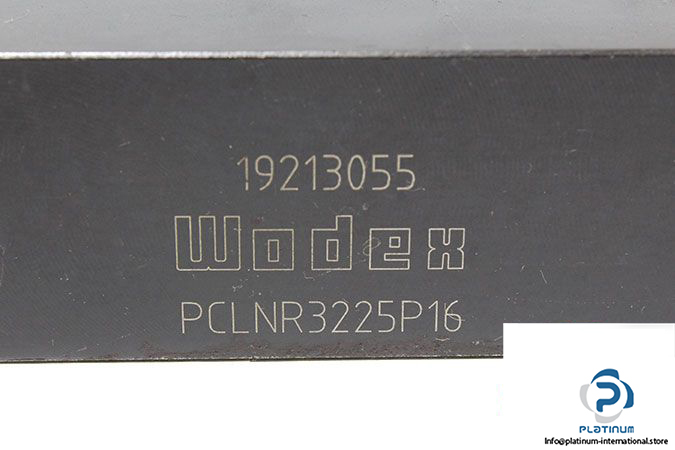 19213055
Wodex
PCLNR3225P16
PLATINUM
Info@platinum-international.store